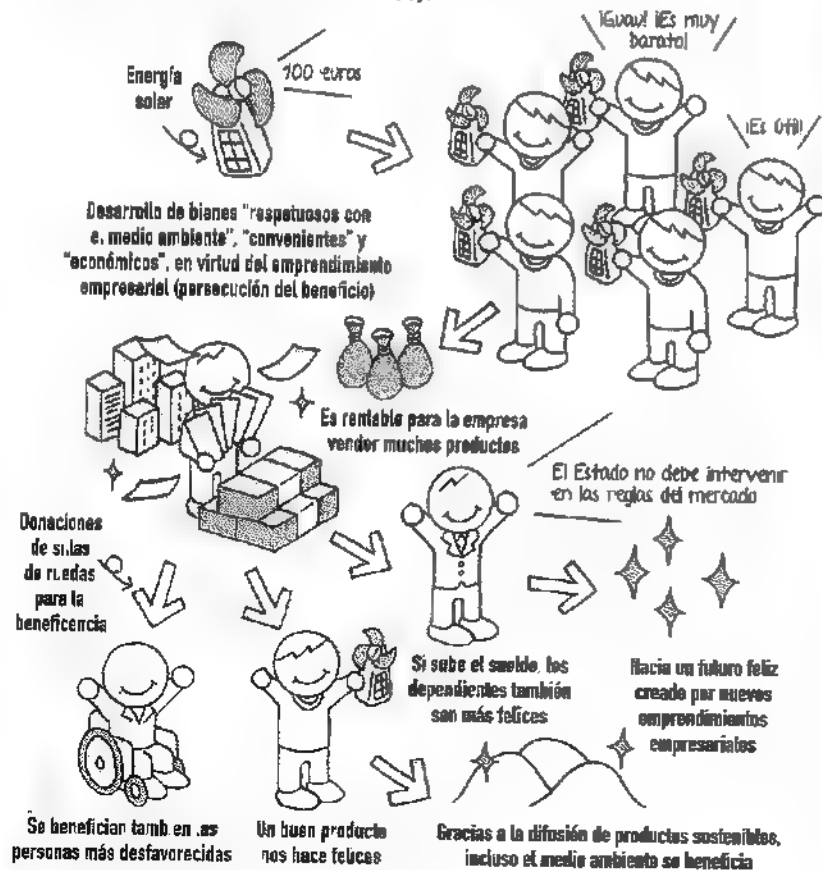 ¡Guau! ¡Es muy
barato!
Energía
solar
100 euros
¡Es útil!
Desarrollo de bienes "respetuosos con
el medio ambiente", "convenientes" y
"económicos", en virtud del emprendimiento
empresarial (persecución del beneficio)
Es rentable para la empresa
vender muchos productos
El Estado no debe intervenir
en las reglas del mercado
Donaciones
de sillas
de ruedas
para la
beneficencia
Si sube el sueldo, los
dependientes también
son más felices
Hacia un futuro feliz
creado por nuevos
emprendimientos
empresariales
Se benefician también las
personas más desfavorecidas
Un buen producto
nos hace felices
Gracias a la difusión de productos sostenibles,
incluso el medio ambiente se beneficia